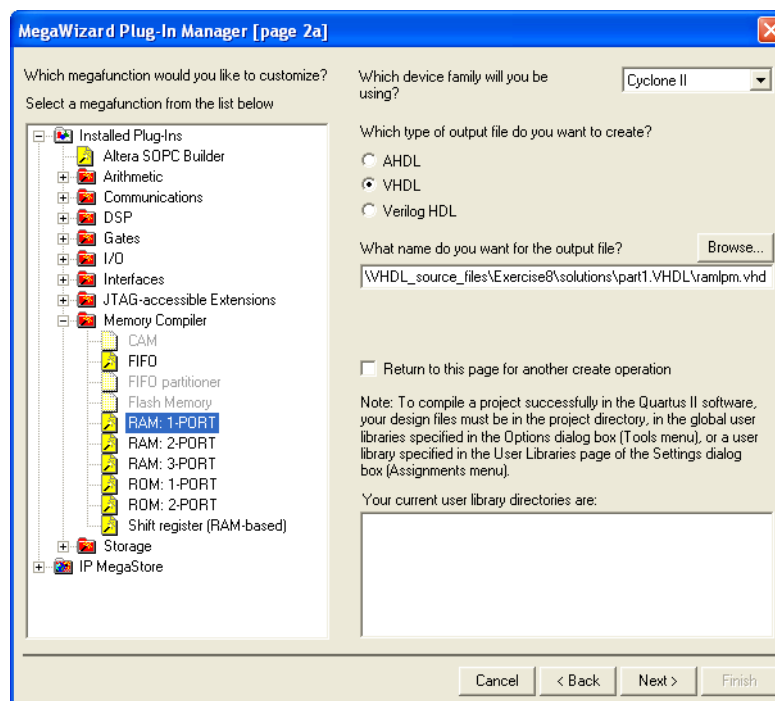 MegaWizard Plug-In Manager [page 2a]
Which megafunction would you like to customize?
Select a megafunction from the list below
Installed Plug-Ins
Altera SOPC Builder
Arithmetic
Communications
DSP
Gates
I/O
Interfaces
JTAG-accessible Extensions
Memory Compiler
CAM
FIFO
FIFO partitioner
Flash Memory
RAM: 1-PORT
RAM: 2-PORT
RAM: 3-PORT
ROM: 1-PORT
ROM: 2-PORT
Shift register (RAM-based)
Storage
IP MegaStore
Which device family will you be
using?
Cyclone II
Which type of output file do you want to create?
AHDL
VHDL
Verilog HDL
What name do you want for the output file?
Browse...
\VHDL_source_files\Exercise8\solutions\part1.VHDL\ramlpm.vhd
Return to this page for another create operation
Note: To compile a project successfully in the Quartus II software,
your design files must be in the project directory, in the global user
libraries specified in the Options dialog box (Tools menu), or a user
library specified in the User Libraries page of the Settings dialog
box (Assignments menu).
Your current user library directories are:
Cancel
< Back
Next >
Finish